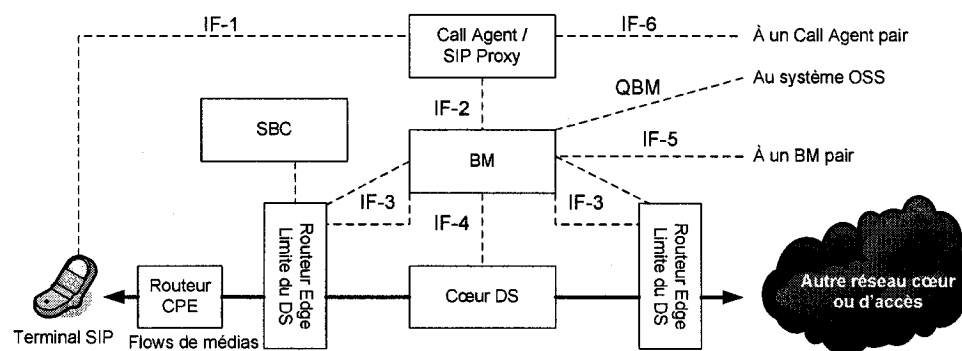 IF-1
Call Agent /
SIP Proxy
IF-6
À un Call Agent pair
QBM
Au système OSS
IF-2
SBC
BM
IF-5
À un BM pair
IF-3
IF-4
IF-3
Routeur Edge
Limite du DS
Routeur Edge
Limite du DS
Routeur
CPE
Cœur DS
Autre réseau cœur
ou d'accès
Terminal SIP
Flows de médias